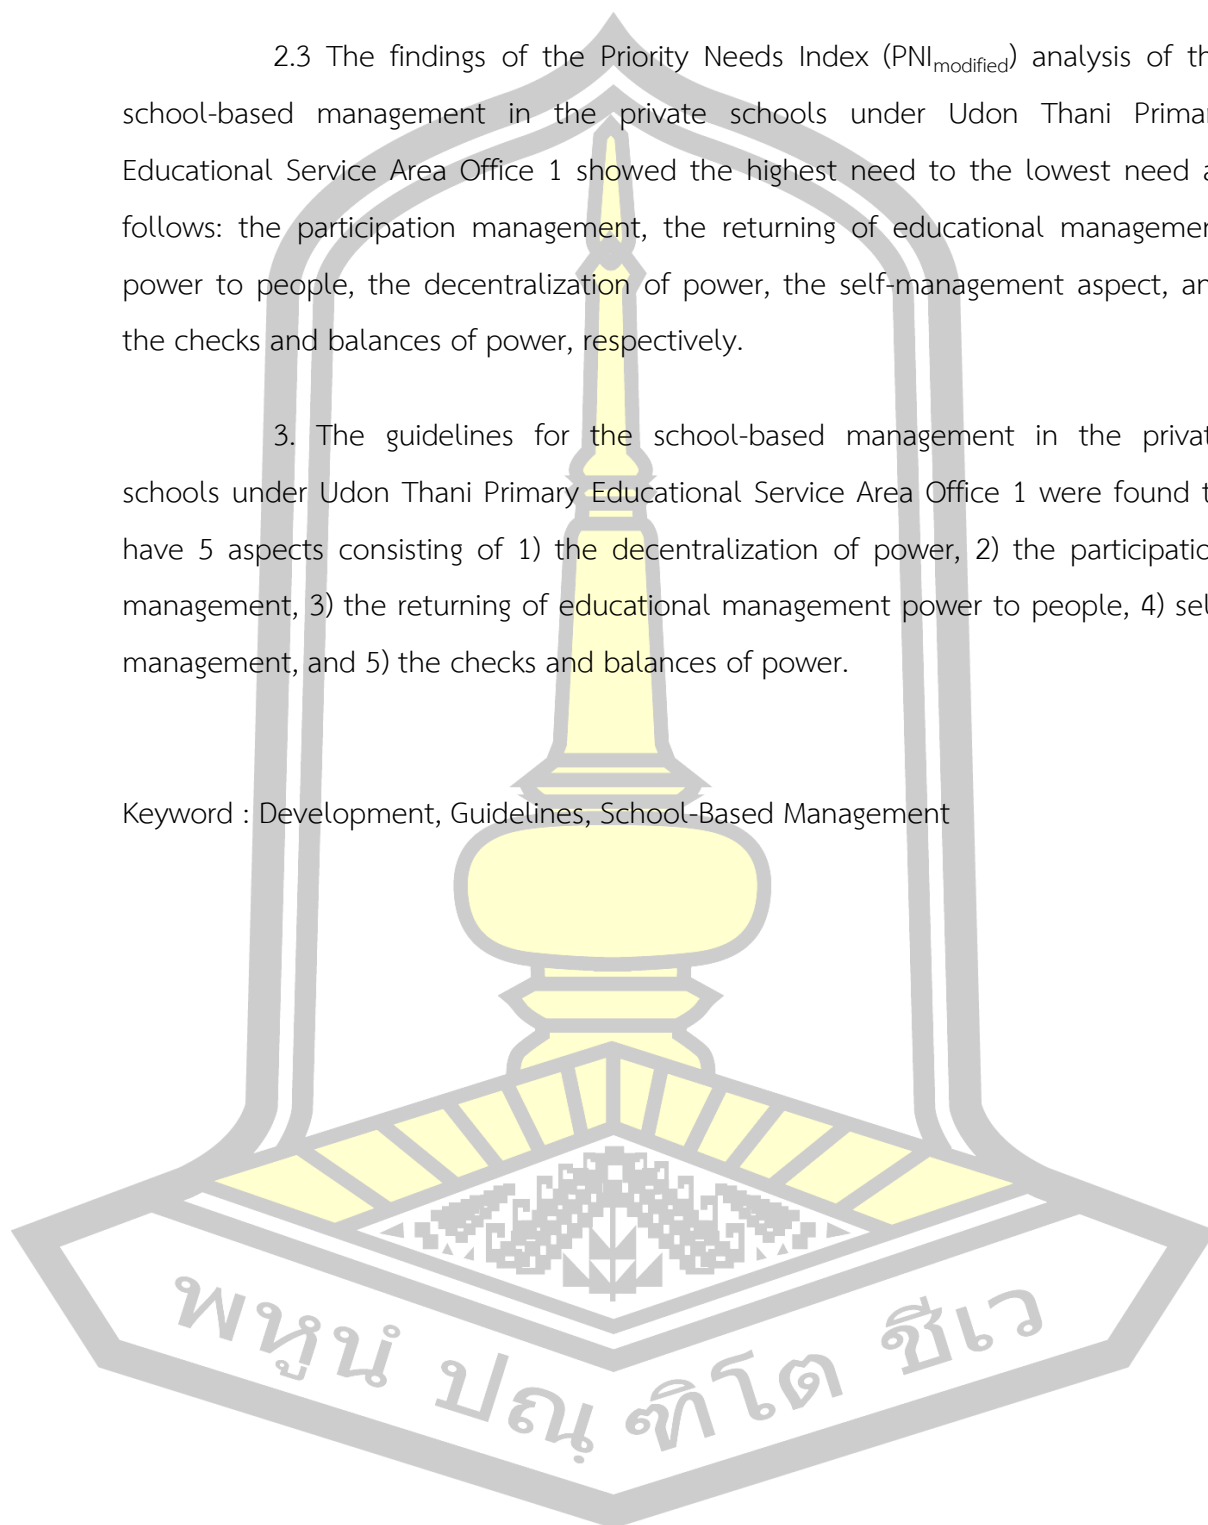 2.3 The findings of the Priority Needs Index (PNImodified) analysis of th
school-based management in the private schools under Udon Thani Primar
Educational Service Area Office 1 showed the highest need to the lowest need a
follows: the participation management, the returning of educational managemen
power to people, the decentralization of power, the self-management aspect, an
the checks and balances of power, respectively.
3. The guidelines for the school-based management in the privat
schools under Udon Thani Primary Educational Service Area Office 1 were found t
have 5 aspects consisting of 1) the decentralization of power, 2) the participatio
management, 3) the returning of educational management power to people, 4) sel
management, and 5) the checks and balances of power.
Keyword : Development, Guidelines, School-Based Management
พหูนํ ปณฺฑิโต ชีเว